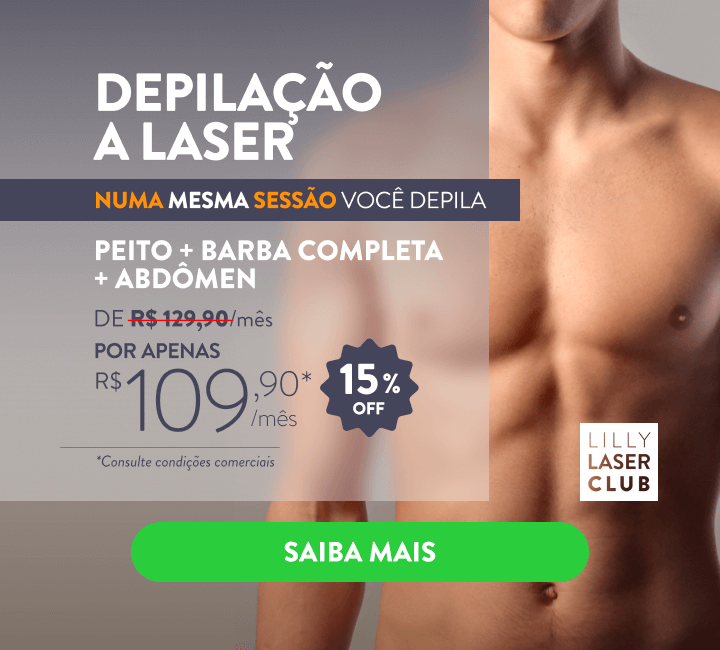 DEPILAÇÃO
A LASER
NUMA MESMA SESSÃO VOCÊ DEPILA
PEITO + BARBA COMPLETA
+ ABDÔMEN
DE R$ 129,90/mês
POR APENAS
R$ 109,90*
/mês
15%
OFF
*Consulte condições comerciais
LILLY
LASER
CLUB
SAIBA MAIS